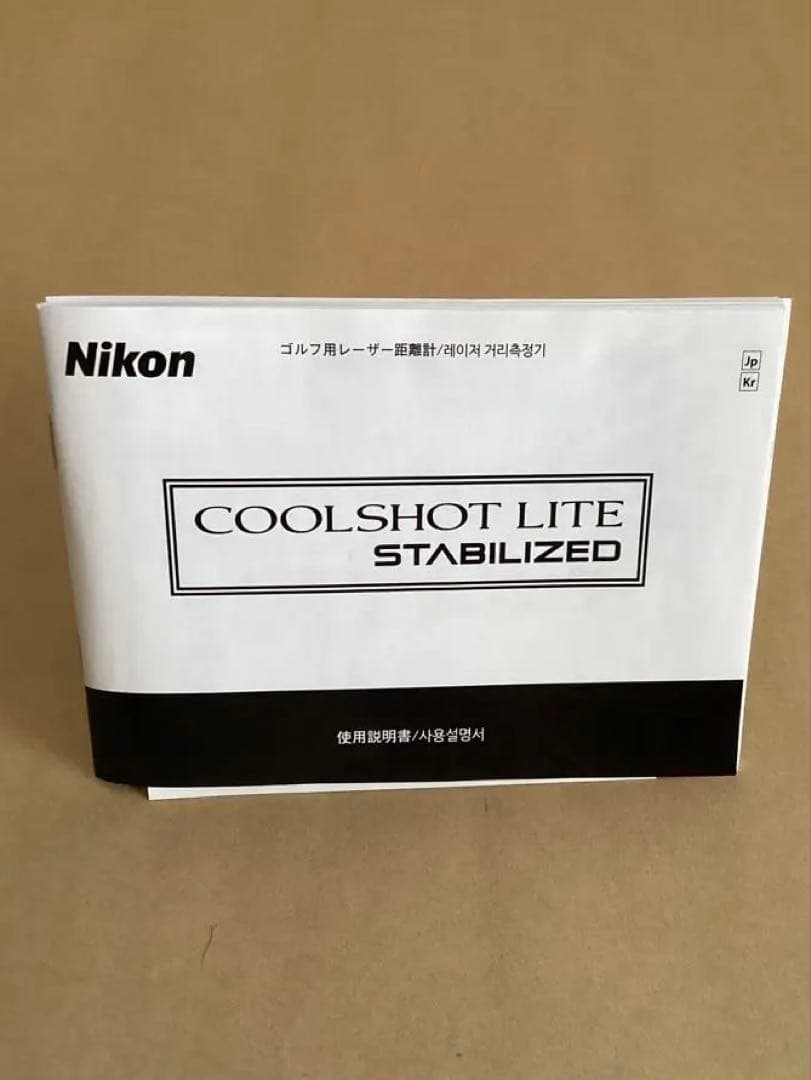 Nikon
ゴルフ用レーザー距離計/레이저 거리측정기
Jp
Kr
COOLSHOT LITE
STABILIZED
使用説明書/사용설명서